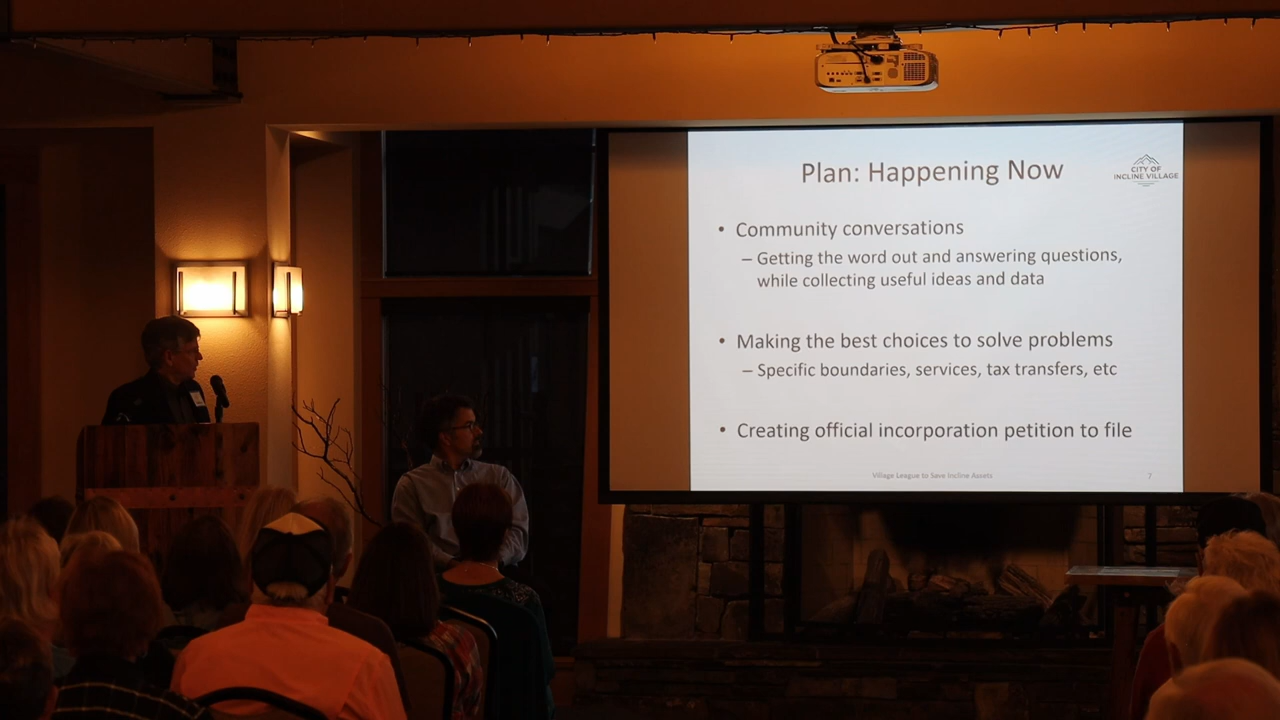 Plan: Happening Now
CITY OF
INCLINE VILLAGE
• Community conversations
– Getting the word out and answering questions,
while collecting useful ideas and data
• Making the best choices to solve problems
– Specific boundaries, services, tax transfers, etc
• Creating official incorporation petition to file
Village League to Save Incline Assets
7